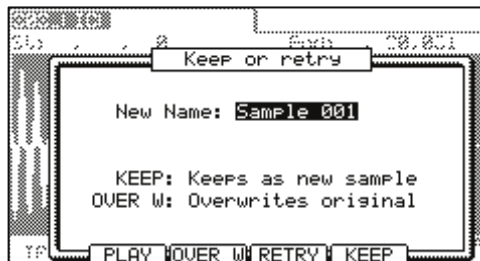 Keep or retry
New Name: Sample 001
KEEP: Keeps as new sample
OVER W: Overwrites original
PLAY OVER W RETRY KEEP